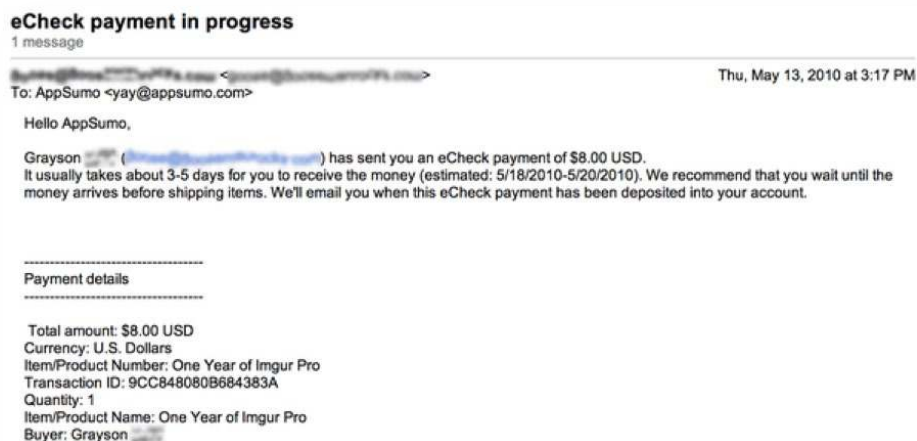 eCheck payment in progress
1 message
Thu, May 13, 2010 at 3:17 PM
To: AppSumo <yay@appsumo.com>
Hello AppSumo,
Grayson ( ) has sent you an eCheck payment of $8.00 USD.
It usually takes about 3-5 days for you to receive the money (estimated: 5/18/2010-5/20/2010). We recommend that you wait until the
money arrives before shipping items. We'll email you when this eCheck payment has been deposited into your account.
-----------------------------------
Payment details
-----------------------------------
Total amount: $8.00 USD
Currency: U.S. Dollars
Item/Product Number: One Year of Imgur Pro
Transaction ID: 9CC848080B684383A
Quantity: 1
Item/Product Name: One Year of Imgur Pro
Buyer: Grayson